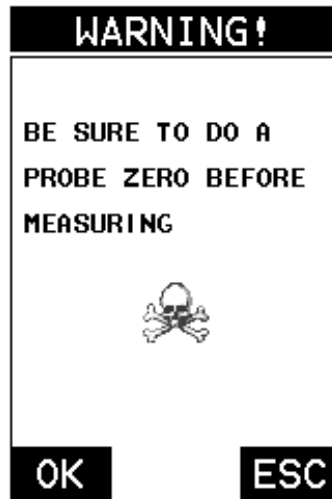 WARNING!
BE SURE TO DO A
PROBE ZERO BEFORE
MEASURING
OK ESC